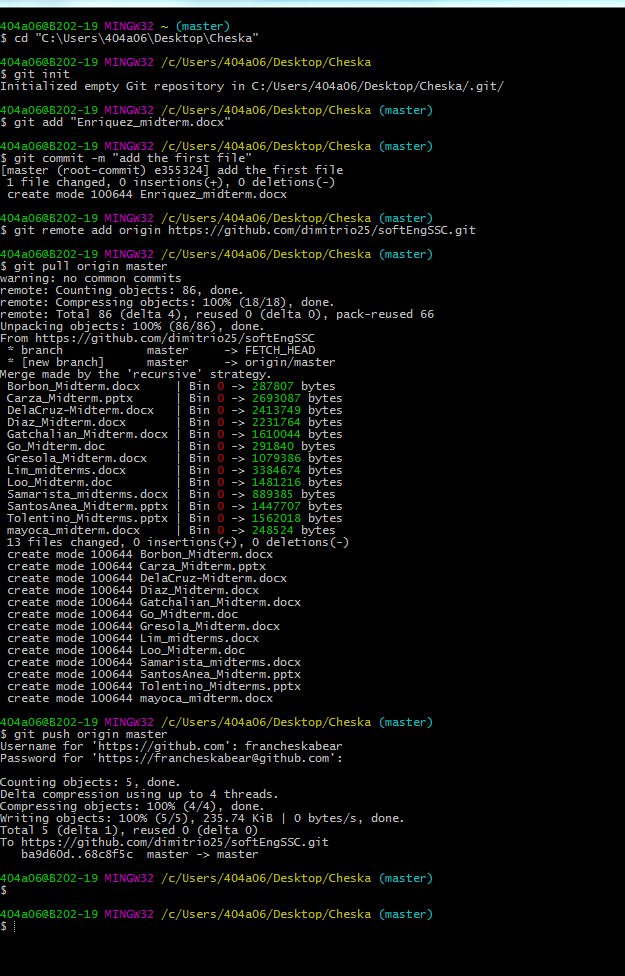 404a06@B202-19 MINGW32 ~ (master)
$ cd "C:\Users\404a06\Desktop\Cheska"

404a06@B202-19 MINGW32 /c/Users/404a06/Desktop/Cheska
$ git init
Initialized empty Git repository in C:/Users/404a06/Desktop/Cheska/.git/

404a06@B202-19 MINGW32 /c/Users/404a06/Desktop/Cheska (master)
$ git add "Enriquez_midterm.docx"

404a06@B202-19 MINGW32 /c/Users/404a06/Desktop/Cheska (master)
$ git commit -m "add the first file"
[master (root-commit) e355324] add the first file
 1 file changed, 0 insertions(+), 0 deletions(-)
 create mode 100644 Enriquez_midterm.docx

404a06@B202-19 MINGW32 /c/Users/404a06/Desktop/Cheska (master)
$ git remote add origin https://github.com/dimitrio25/softEngSSC.git

404a06@B202-19 MINGW32 /c/Users/404a06/Desktop/Cheska (master)
$ git pull origin master
warning: no common commits
remote: Counting objects: 86, done.
remote: Compressing objects: 100% (18/18), done.
remote: Total 86 (delta 4), reused 0 (delta 0), pack-reused 66
Unpacking objects: 100% (86/86), done.
From https://github.com/dimitrio25/softEngSSC
 * branch            master     -> FETCH_HEAD
 * [new branch]      master     -> origin/master
Merge made by the 'recursive' strategy.
 Borbon_Midterm.docx     | Bin 0 -> 287807 bytes
 Carza_Midterm.pptx      | Bin 0 -> 2693087 bytes
 DelaCruz-Midterm.docx   | Bin 0 -> 2413749 bytes
 Diaz_Midterm.docx       | Bin 0 -> 2231764 bytes
 Gatchalian_Midterm.docx | Bin 0 -> 1610044 bytes
 Go_Midterm.doc          | Bin 0 -> 291840 bytes
 Gresola_Midterm.docx    | Bin 0 -> 1079386 bytes
 Lim_midterms.docx       | Bin 0 -> 3384674 bytes
 Loo_Midterm.doc         | Bin 0 -> 1481216 bytes
 Samarista_midterms.docx | Bin 0 -> 889385 bytes
 SantosAnea_Midterm.pptx | Bin 0 -> 1447707 bytes
 Tolentino_Midterms.pptx | Bin 0 -> 1562018 bytes
 mayoca_midterm.docx     | Bin 0 -> 248524 bytes
 13 files changed, 0 insertions(+), 0 deletions(-)
 create mode 100644 Borbon_Midterm.docx
 create mode 100644 Carza_Midterm.pptx
 create mode 100644 DelaCruz-Midterm.docx
 create mode 100644 Diaz_Midterm.docx
 create mode 100644 Gatchalian_Midterm.docx
 create mode 100644 Go_Midterm.doc
 create mode 100644 Gresola_Midterm.docx
 create mode 100644 Lim_midterms.docx
 create mode 100644 Loo_Midterm.doc
 create mode 100644 Samarista_midterms.docx
 create mode 100644 SantosAnea_Midterm.pptx
 create mode 100644 Tolentino_Midterms.pptx
 create mode 100644 mayoca_midterm.docx

404a06@B202-19 MINGW32 /c/Users/404a06/Desktop/Cheska (master)
$ git push origin master
Username for 'https://github.com': francheskabear
Password for 'https://francheskabear@github.com':

Counting objects: 5, done.
Delta compression using up to 4 threads.
Compressing objects: 100% (4/4), done.
Writing objects: 100% (5/5), 235.74 KiB | 0 bytes/s, done.
Total 5 (delta 1), reused 0 (delta 0)
To https://github.com/dimitrio25/softEngSSC.git
   ba9d60d..68c8f5c  master -> master

404a06@B202-19 MINGW32 /c/Users/404a06/Desktop/Cheska (master)
$

404a06@B202-19 MINGW32 /c/Users/404a06/Desktop/Cheska (master)
$